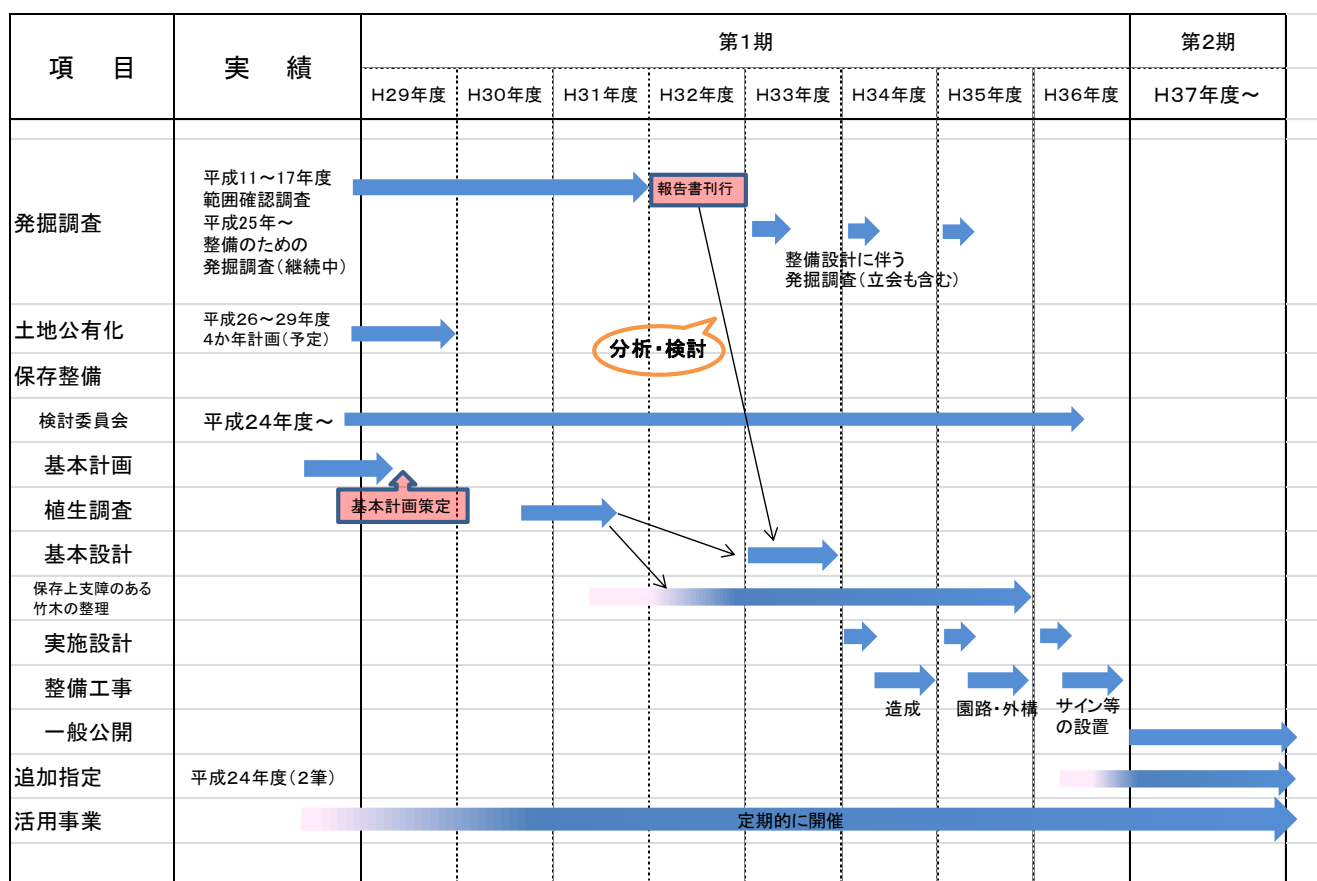 項　目
実　績
第1期
第2期
H29年度
H30年度
H31年度
H32年度
H33年度
H34年度
H35年度
H36年度
H37年度～
発掘調査
平成11～17年度
範囲確認調査
平成25年～
整備のための
発掘調査（継続中）
報告書刊行
整備設計に伴う
発掘調査（立会も含む）
土地公有化
平成26～29年度
4か年計画（予定）
分析・検討
保存整備
検討委員会
平成24年度～
基本計画
基本計画策定
植生調査
基本設計
保存上支障のある
竹木の整理
実施設計
整備工事
造成
園路・外構
サイン等
の設置
一般公開
追加指定
平成24年度（2筆）
活用事業
定期的に開催